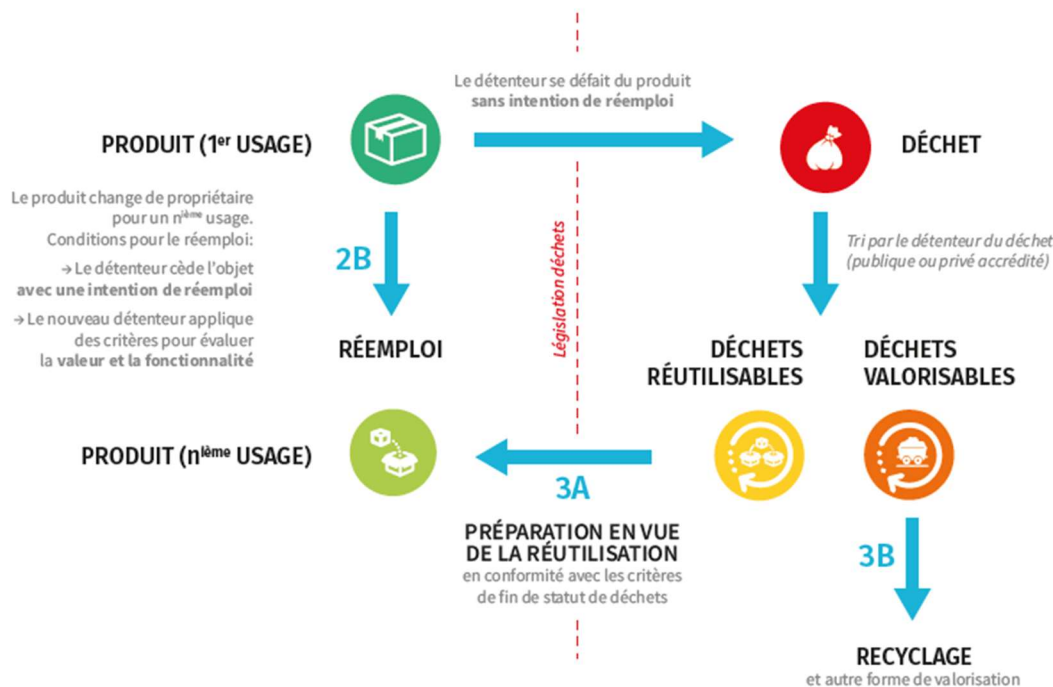 Le détenteur se défait du produit
sans intention de réemploi
PRODUIT (1er USAGE)
DÉCHET
Le produit change de propriétaire
pour un nième usage.
Conditions pour le réemploi:
→ Le détenteur cède l'objet
avec une intention de réemploi
→ Le nouveau détenteur applique
des critères pour évaluer
la valeur et la fonctionnalité
2B
Législation déchets
Tri par le détenteur du déchet
(publique ou privé accrédité)
RÉEMPLOI
DÉCHETS
RÉUTILISABLES
DÉCHETS
VALORISABLES
PRODUIT (nième USAGE)
3A
PRÉPARATION EN VUE
DE LA RÉUTILISATION
en conformité avec les critères
de fin de statut de déchets
3B
RECYCLAGE
et autre forme de valorisation